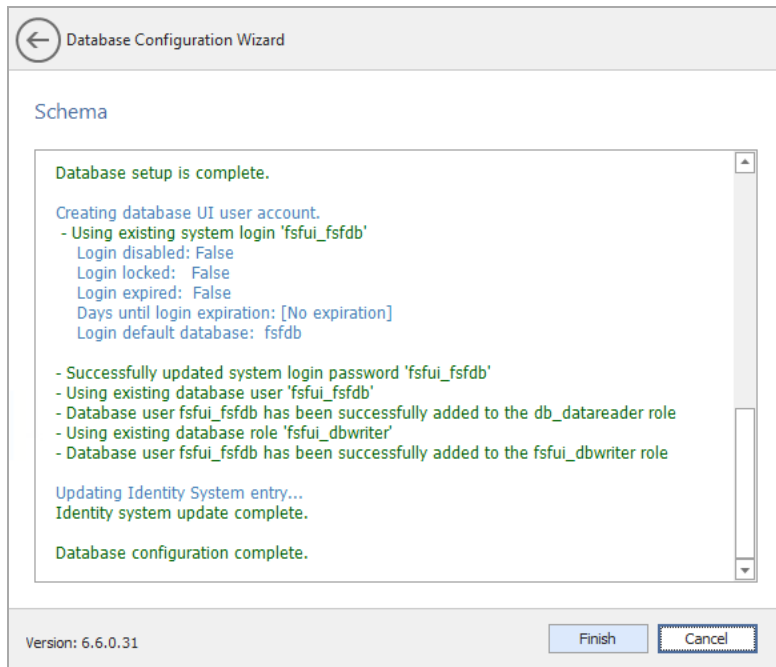 Database Configuration Wizard
Schema
Database setup is complete.
Creating database UI user account.
- Using existing system login 'fsfui_fsfdb'
Login disabled: False
Login locked: False
Login expired: False
Days until login expiration: [No expiration]
Login default database: fsfdb
- Successfully updated system login password 'fsfui_fsfdb'
- Using existing database user 'fsfui_fsfdb'
- Database user fsfui_fsfdb has been successfully added to the db_datareader role
- Using existing database role 'fsfui_dbwriter'
- Database user fsfui_fsfdb has been successfully added to the fsfui_dbwriter role
Updating Identity System entry...
Identity system update complete.
Database configuration complete.
Version: 6.6.0.31
Finish
Cancel